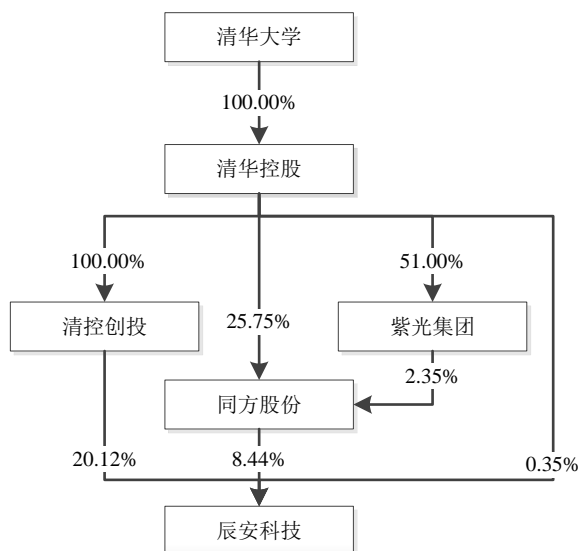 清华大学
100.00%
清华控股
100.00%
51.00%
清控创投
25.75%
紫光集团
2.35%
同方股份
20.12%
8.44%
0.35%
辰安科技